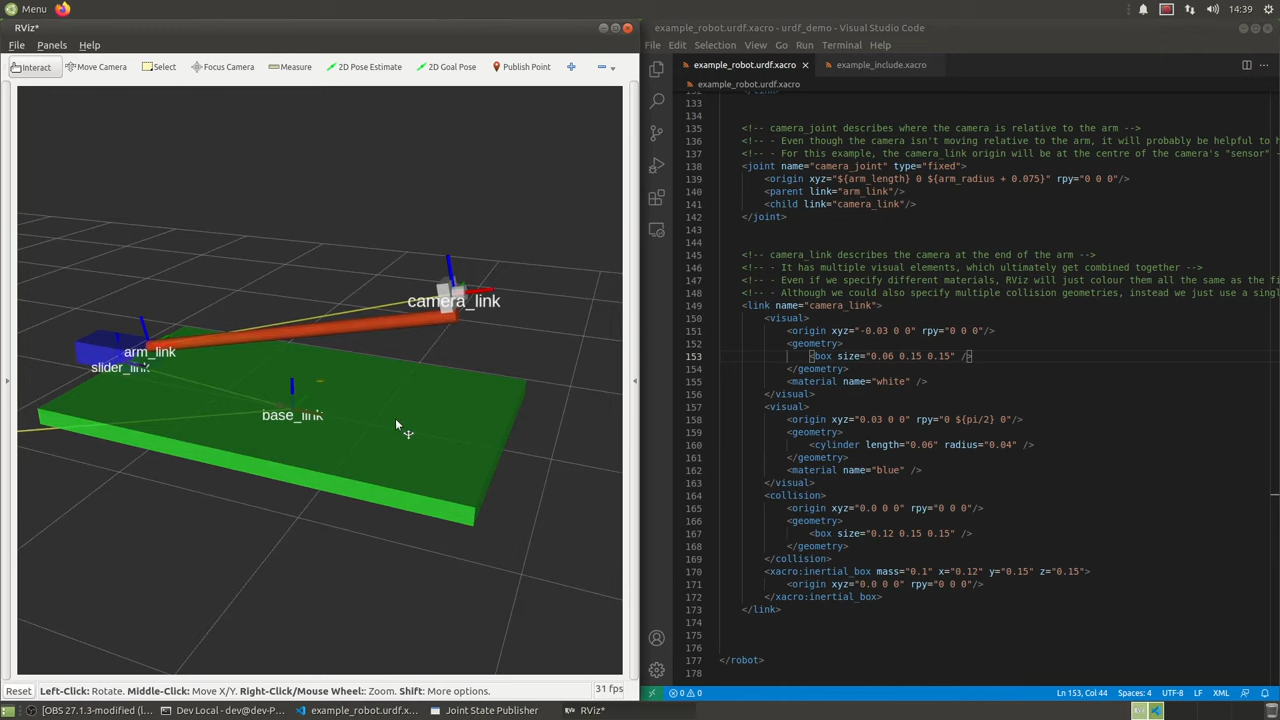 Menu
14:39
RViz*
File Panels Help
Interact Move Camera Select Focus Camera Measure 2D Pose Estimate 2D Goal Pose Publish Point
camera_link
arm_link
slider_link
base_link
Reset Left-Click: Rotate. Middle-Click: Move X/Y. Right-Click/Mouse Wheel:: Zoom. Shift: More options. 31 fps
example_robot.urdf.xacro - urdf_demo - Visual Studio Code
File Edit Selection View Go Run Terminal Help
example_robot.urdf.xacro example_include.xacro
example_robot.urdf.xacro
133
134
135 <!-- camera_joint describes where the camera is relative to the arm -->
136 <!-- - Even though the camera isn't moving relative to the arm, it will probably be helpful to h
137 <!-- - For this example, the camera_link origin will be at the centre of the camera's "sensor" -
138 <joint name="camera_joint" type="fixed">
139 <origin xyz="${arm_length} 0 ${arm_radius + 0.075}" rpy="0 0 0"/>
140 <parent link="arm_link"/>
141 <child link="camera_link"/>
142 </joint>
143
144
145 <!-- camera_link describes the camera at the end of the arm -->
146 <!-- - It has multiple visual elements, which ultimately get combined together -->
147 <!-- - Even if we specify different materials, RViz will just colour them all the same as the fi
148 <!-- - Although we could also specify multiple collision geometries, instead we just use a singl
149 <link name="camera_link">
150 <visual>
151 <origin xyz="-0.03 0 0" rpy="0 0 0"/>
152 <geometry>
153 <box size="0.06 0.15 0.15" />
154 </geometry>
155 <material name="white" />
156 </visual>
157 <visual>
158 <origin xyz="0.03 0 0" rpy="0 ${pi/2} 0"/>
159 <geometry>
160 <cylinder length="0.06" radius="0.04" />
161 </geometry>
162 <material name="blue" />
163 </visual>
164 <collision>
165 <origin xyz="0.0 0 0" rpy="0 0 0"/>
166 <geometry>
167 <box size="0.12 0.15 0.15" />
168 </geometry>
169 </collision>
170 <xacro:inertial_box mass="0.1" x="0.12" y="0.15" z="0.15">
171 <origin xyz="0.0 0 0" rpy="0 0 0"/>
172 </xacro:inertial_box>
173 </link>
174
175
176
177 </robot>
178
0 0 Ln 153, Col 44 Spaces: 4 UTF-8 LF XML
[OBS 27.1.3-modified (l... Dev Local - dev@dev-P... example_robot.urdf.x... Joint State Publisher RViz*